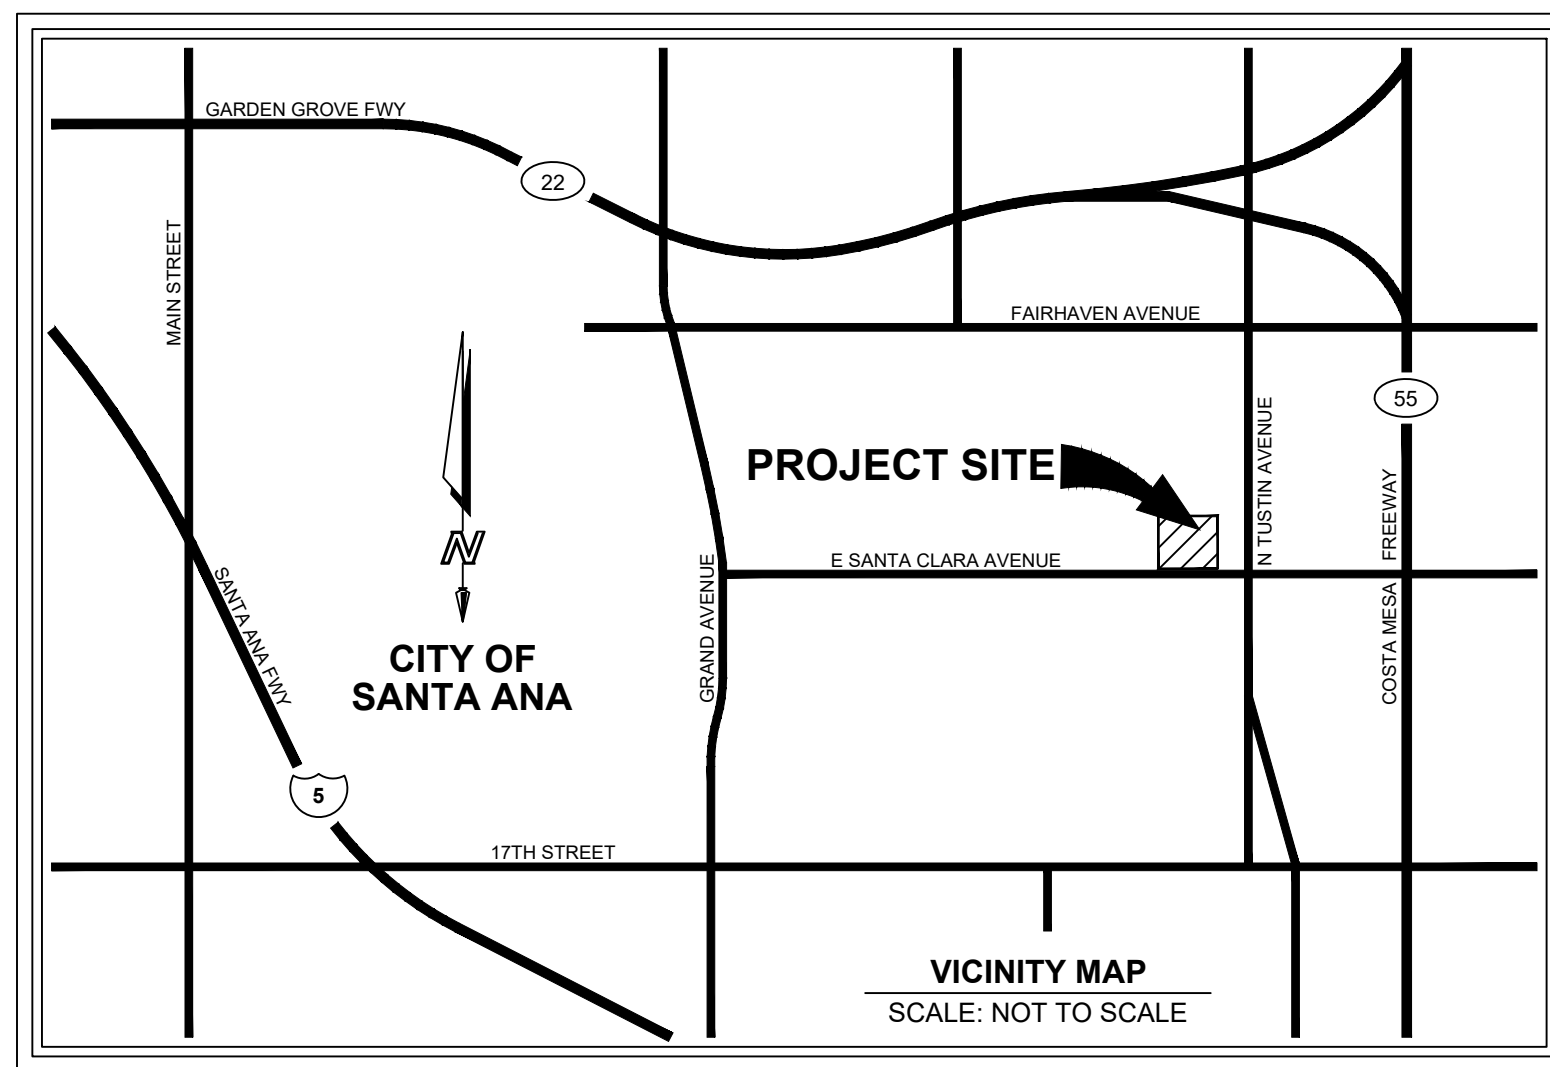 GARDEN GROVE FWY
22
MAIN STREET
FAIRHAVEN AVENUE
55
N TUSTIN AVENUE
PROJECT SITE
COSTA MESA FREEWAY
E SANTA CLARA AVENUE
N
SANTA ANA FWY
GRAND AVENUE
CITY OF
SANTA ANA
5
17TH STREET
VICINITY MAP
SCALE: NOT TO SCALE